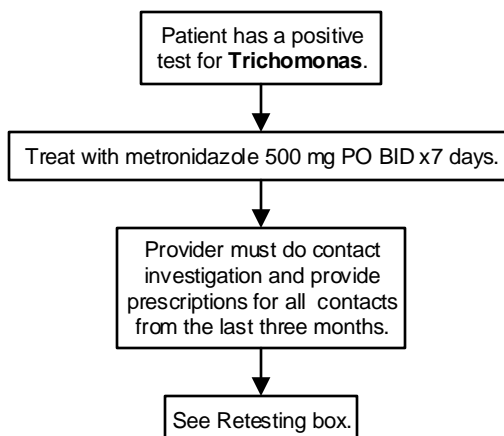 Patient has a positive
test for Trichomonas.
Treat with metronidazole 500 mg PO BID x7 days.
Provider must do contact
investigation and provide
prescriptions for all contacts
from the last three months.
See Retesting box.